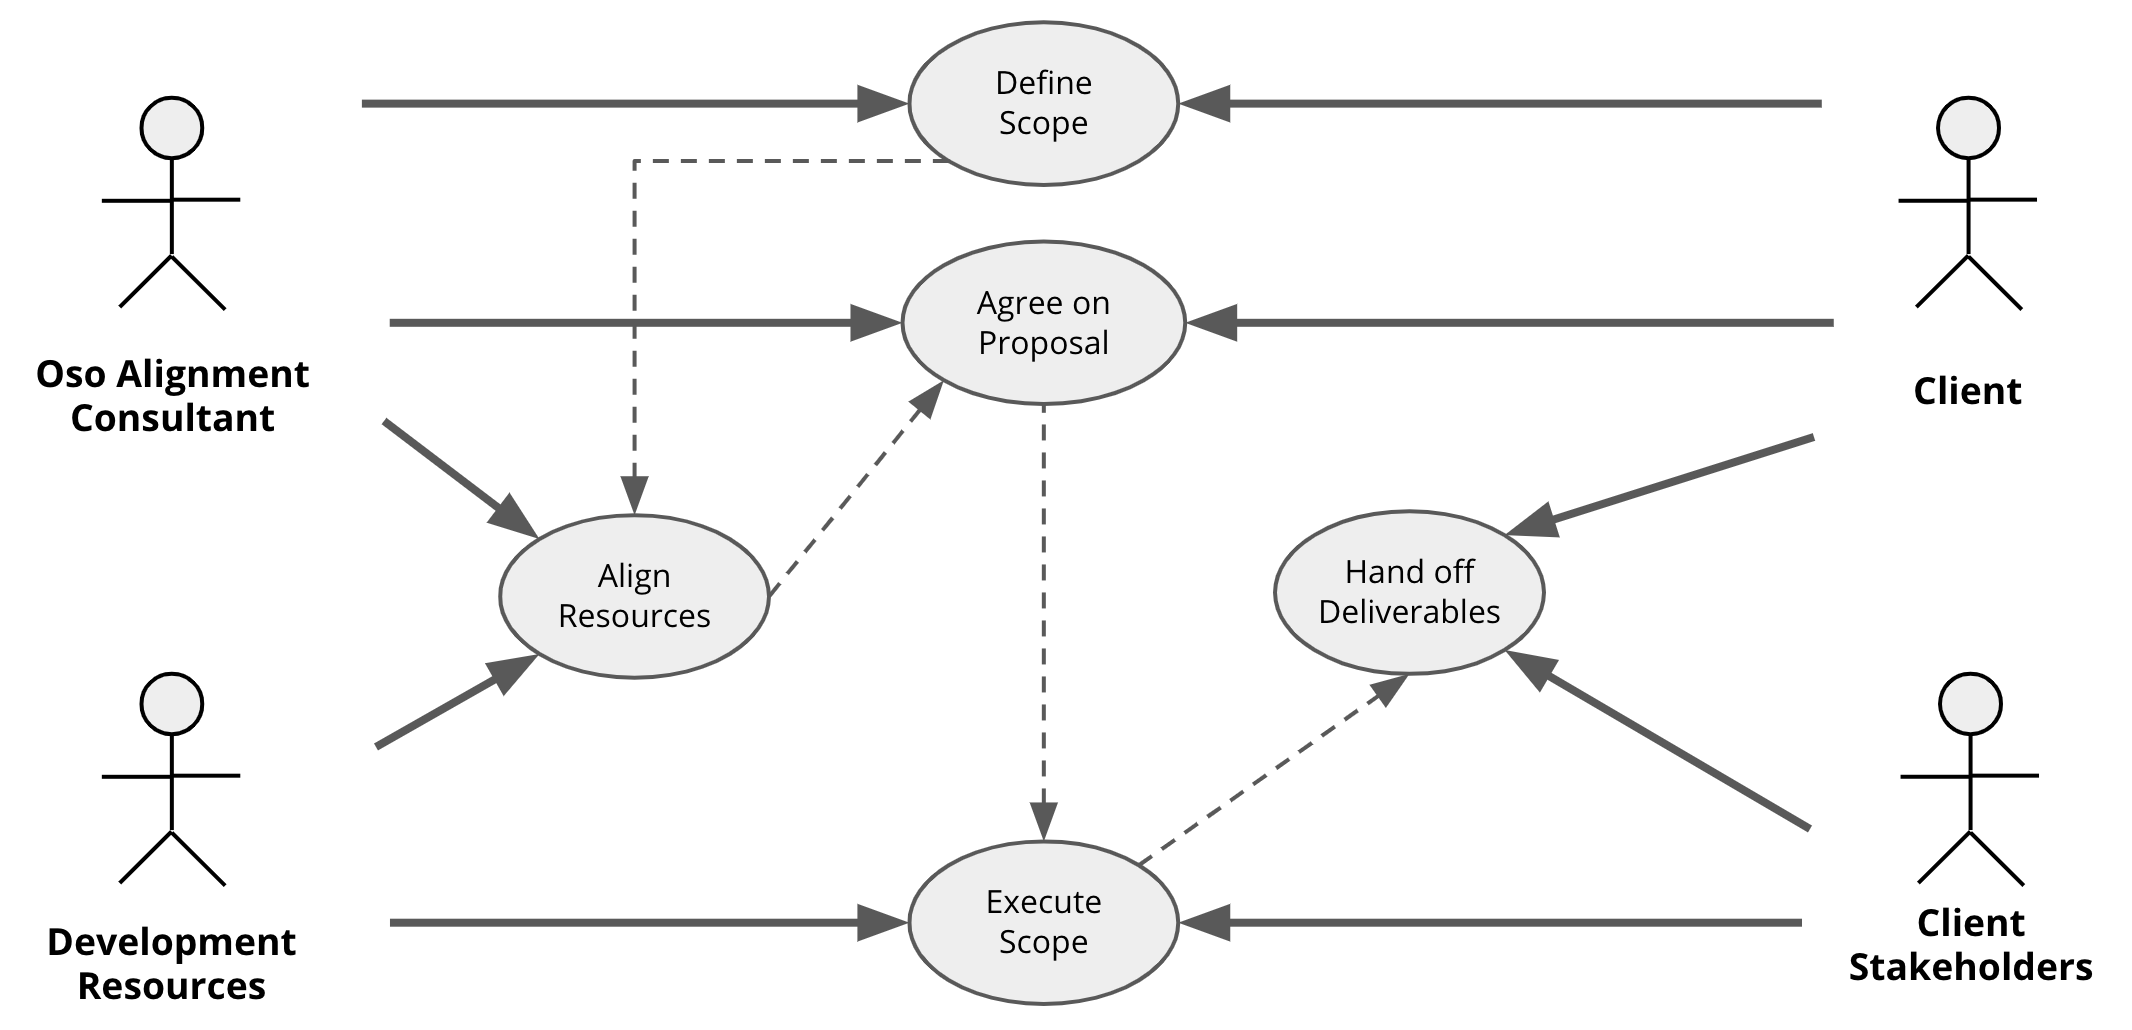 Define
Scope
Agree on
Proposal
Oso Alignment
Consultant
Client
Align
Resources
Hand off
Deliverables
Execute
Scope
Development
Resources
Client
Stakeholders